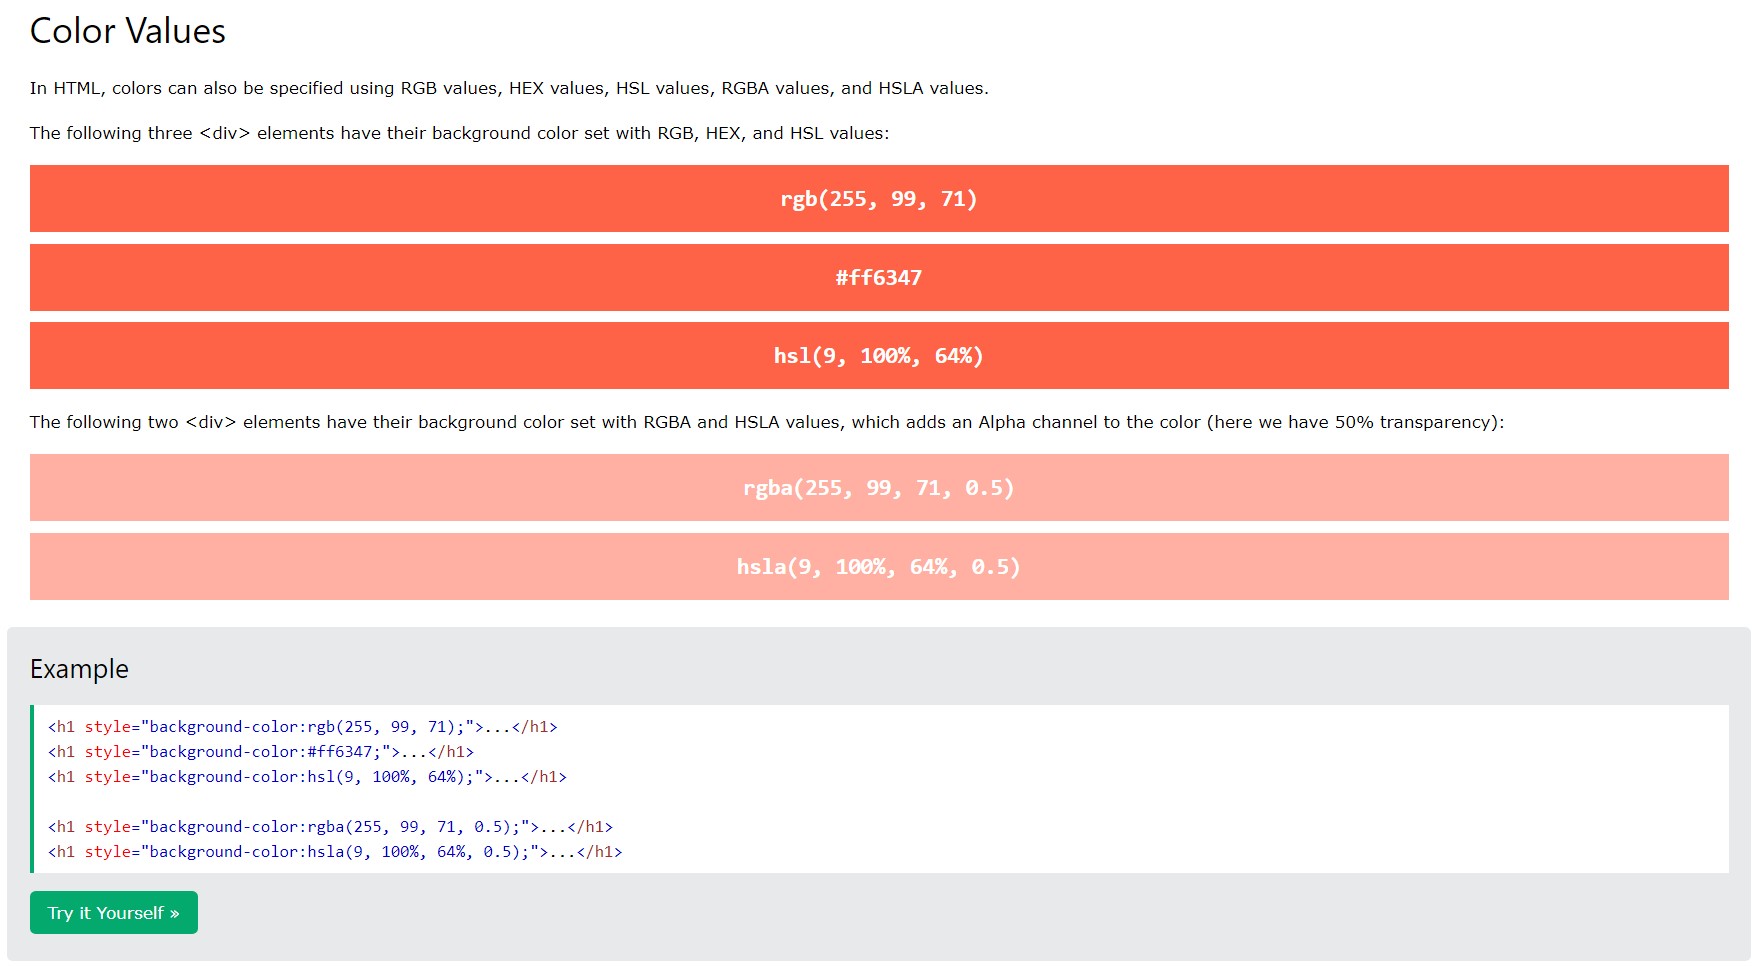 Color Values
In HTML, colors can also be specified using RGB values, HEX values, HSL values, RGBA values, and HSLA values.
The following three <div> elements have their background color set with RGB, HEX, and HSL values:
rgb(255, 99, 71)
#ff6347
hsl(9, 100%, 64%)
The following two <div> elements have their background color set with RGBA and HSLA values, which adds an Alpha channel to the color (here we have 50% transparency):
rgba(255, 99, 71, 0.5)
hsla(9, 100%, 64%, 0.5)
Example
<h1 style="background-color:rgb(255, 99, 71);">...</h1>
<h1 style="background-color:#ff6347;">...</h1>
<h1 style="background-color:hsl(9, 100%, 64%);">...</h1>
<h1 style="background-color:rgba(255, 99, 71, 0.5);">...</h1>
<h1 style="background-color:hsla(9, 100%, 64%, 0.5);">...</h1>
Try it Yourself »